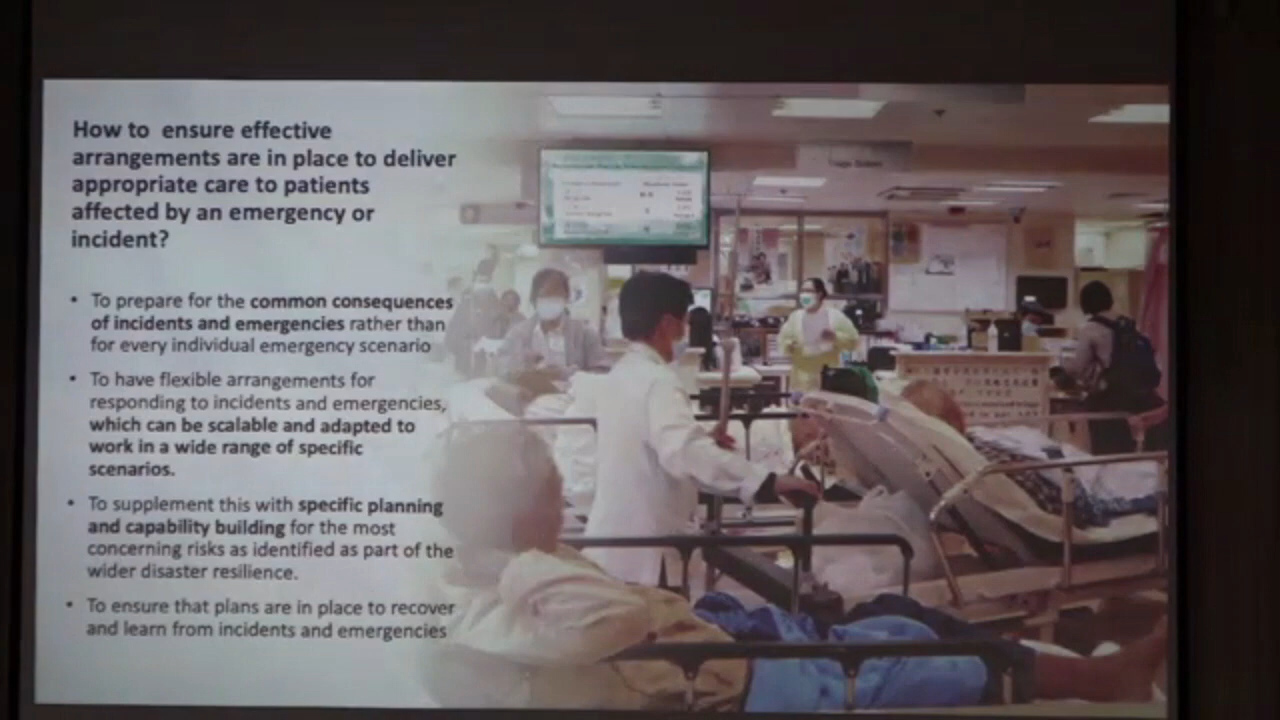 How to ensure effective
arrangements are in place to deliver
appropriate care to patients
affected by an emergency or
incident?
• To prepare for the common consequences
of incidents and emergencies rather than
for every individual emergency scenario
• To have flexible arrangements for
responding to incidents and emergencies,
which can be scalable and adapted to
work in a wide range of specific
scenarios.
• To supplement this with specific planning
and capability building for the most
concerning risks as identified as part of the
wider disaster resilience.
• To ensure that plans are in place to recover
and learn from incidents and emergencies